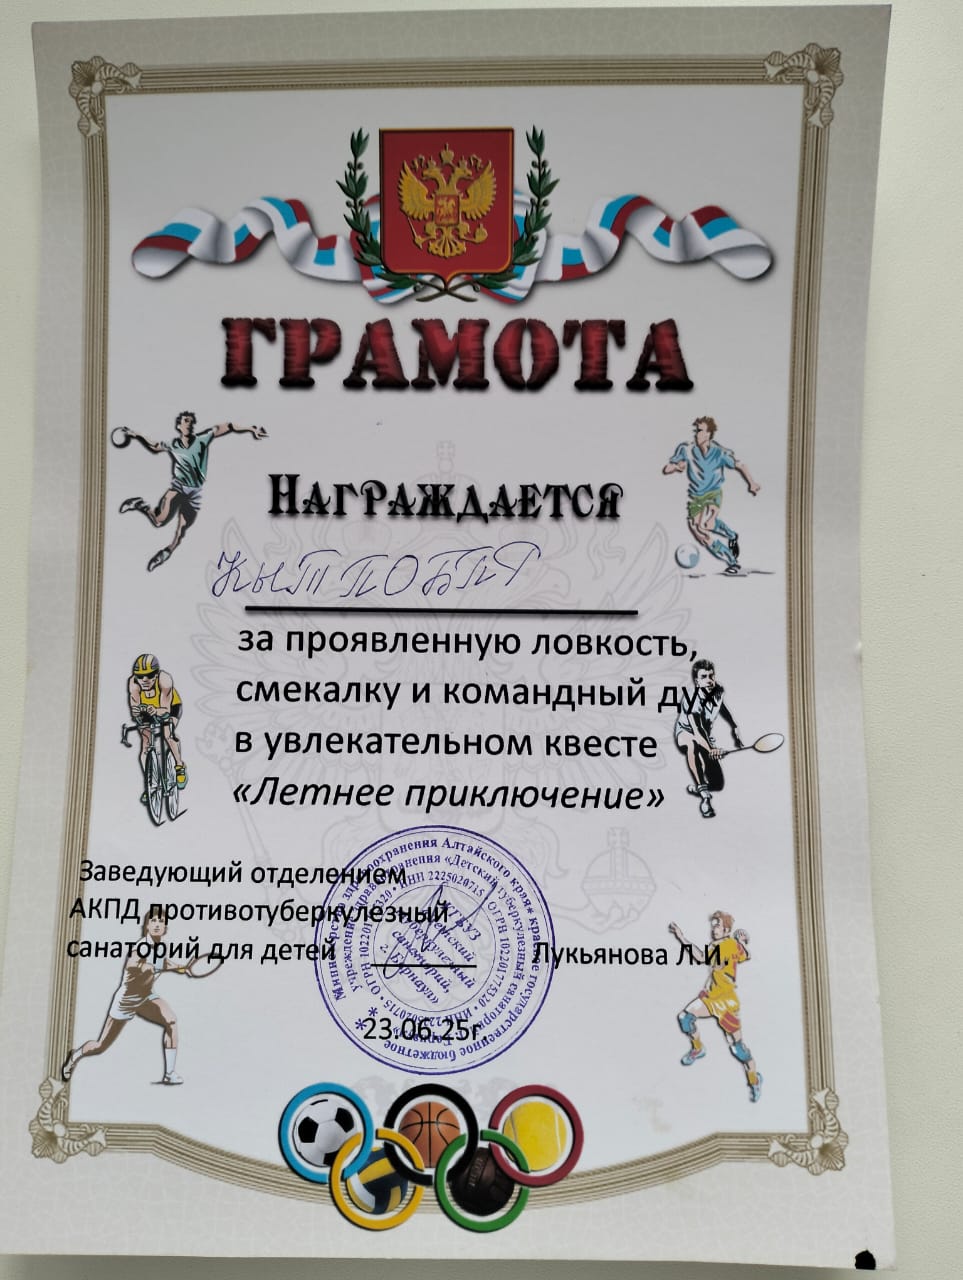 ГРАМОТА
НАГРАЖДАЕТСЯ
за проявленную ловкость,
смекалку и командный дух
в увлекательном квесте
«Летнее приключение»
Заведующий отделением
АКПД противотуберкулезный
санаторий для детей Лукьянова Л.И.
23.06.25г.